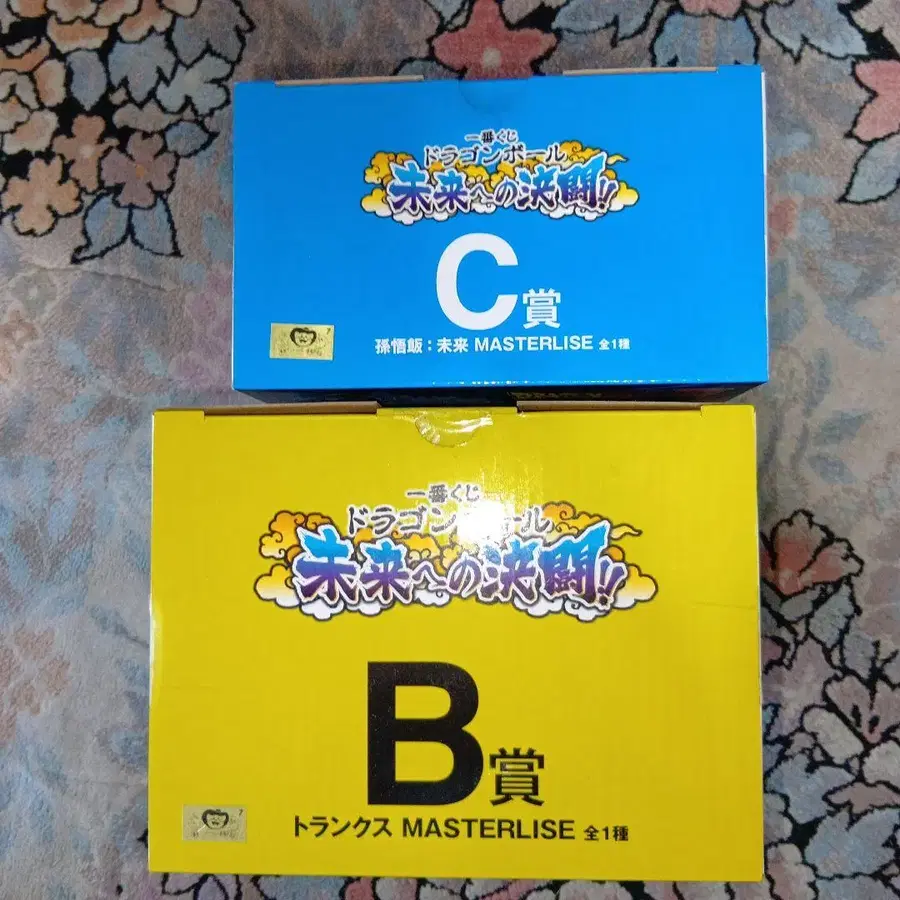 一番くじ
ドラゴンボール
未来への決闘!!
C賞
孫悟飯：未来 MASTERLISE 全1種
一番くじ
ドラゴンボール
未来への決闘!!
B賞
トランクス MASTERLISE 全1種